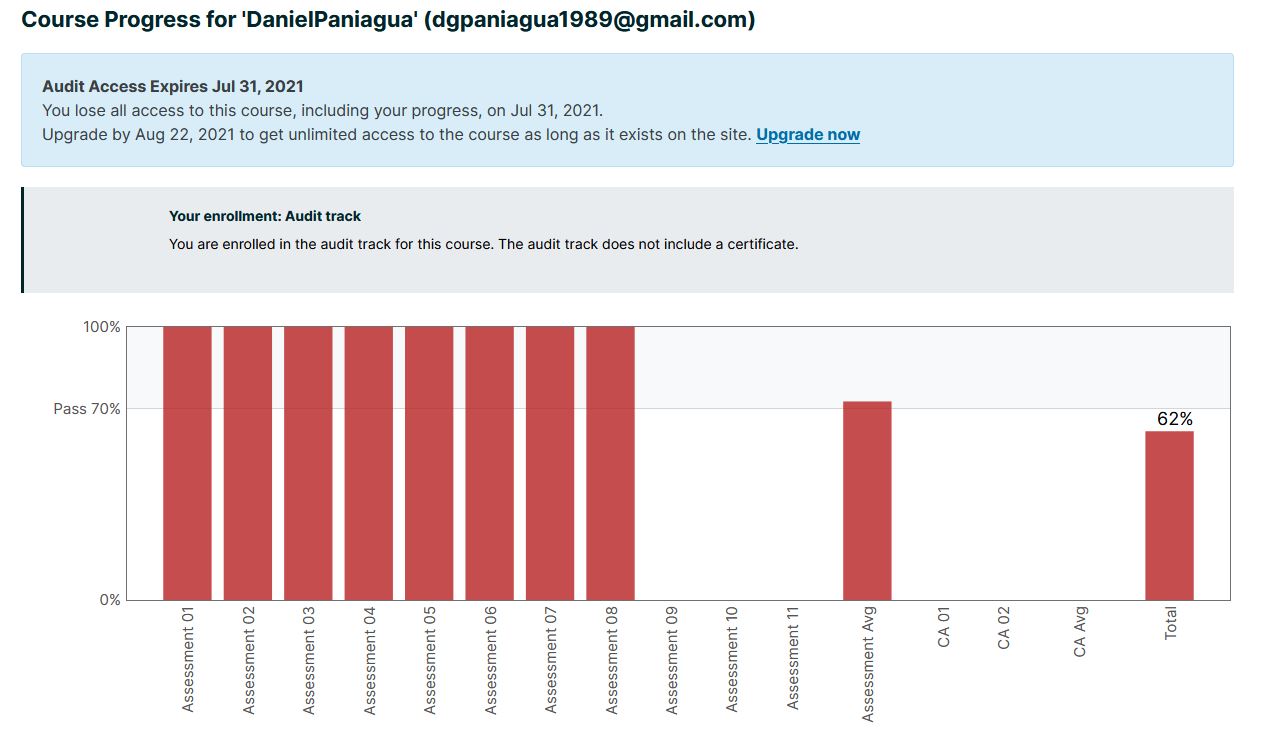 Course Progress for 'DanielPaniagua' (dgpaniagua1989@gmail.com)
Audit Access Expires Jul 31, 2021
You lose all access to this course, including your progress, on Jul 31, 2021.
Upgrade by Aug 22, 2021 to get unlimited access to the course as long as it exists on the site. Upgrade now
Your enrollment: Audit track
You are enrolled in the audit track for this course. The audit track does not include a certificate.
100%
Pass 70%
62%
0%
Assessment 01
Assessment 02
Assessment 03
Assessment 04
Assessment 05
Assessment 06
Assessment 07
Assessment 08
Assessment 09
Assessment 10
Assessment 11
Assessment Avg
CA 01
CA 02
CA Avg
Total